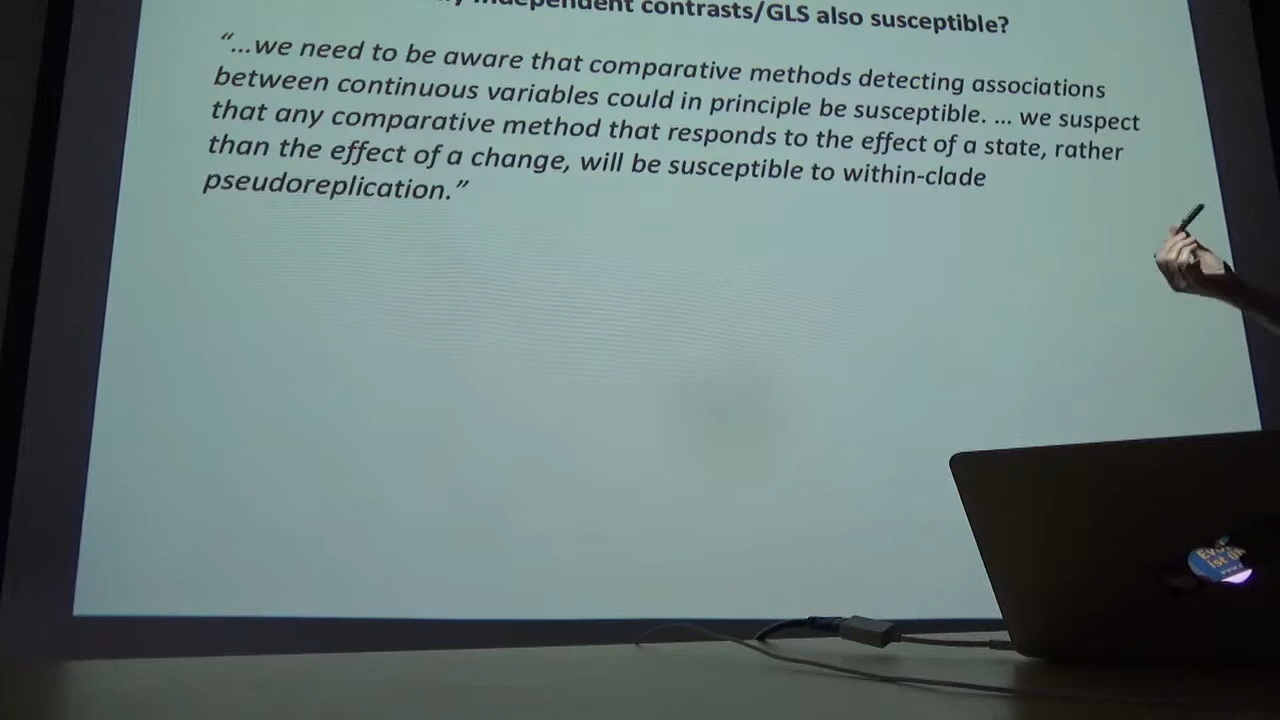 independent contrasts/GLS also susceptible?
“...we need to be aware that comparative methods detecting associations
between continuous variables could in principle be susceptible. ... we suspect
that any comparative method that responds to the effect of a state, rather
than the effect of a change, will be susceptible to within-clade
pseudoreplication.”